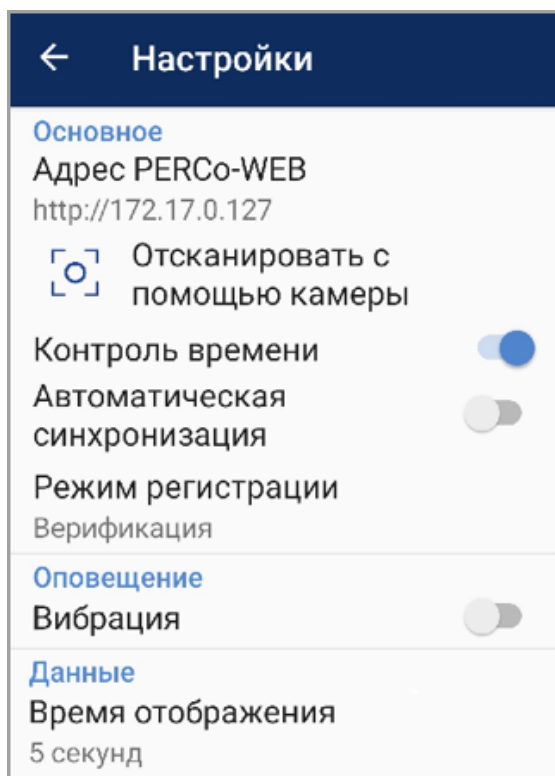 Настройки
Основное
Адрес PERCo-WEB
http://172.17.0.127
Отсканировать с
помощью камеры
Контроль времени
Автоматическая
синхронизация
Режим регистрации
Верификация
Оповещение
Вибрация
Данные
Время отображения
5 секунд